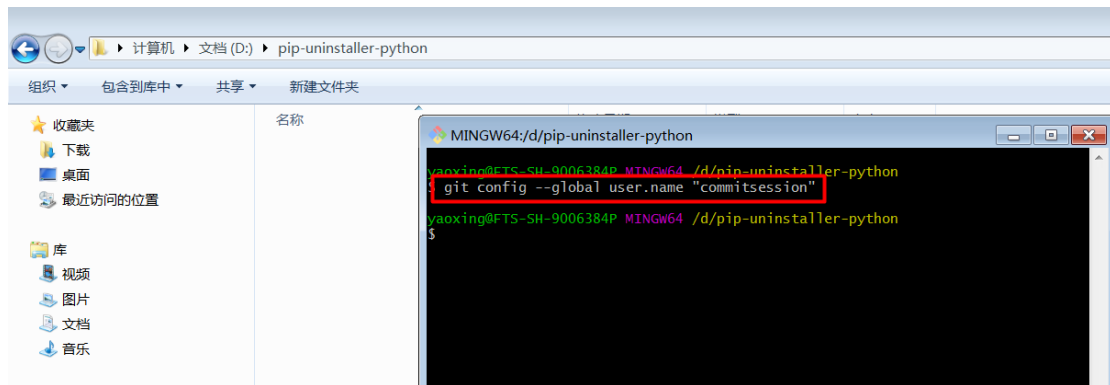 计算机 文档 (D:) pip-uninstaller-python
组织 包含到库中 共享 新建文件夹
名称
收藏夹
下载
桌面
最近访问的位置
库
视频
图片
文档
音乐
MINGW64:/d/pip-uninstaller-python
yaoxing@FTS-SH-9006384P MINGW64 /d/pip-uninstaller-python
$ git config --global user.name "commitsession"
yaoxing@FTS-SH-9006384P MINGW64 /d/pip-uninstaller-python
$